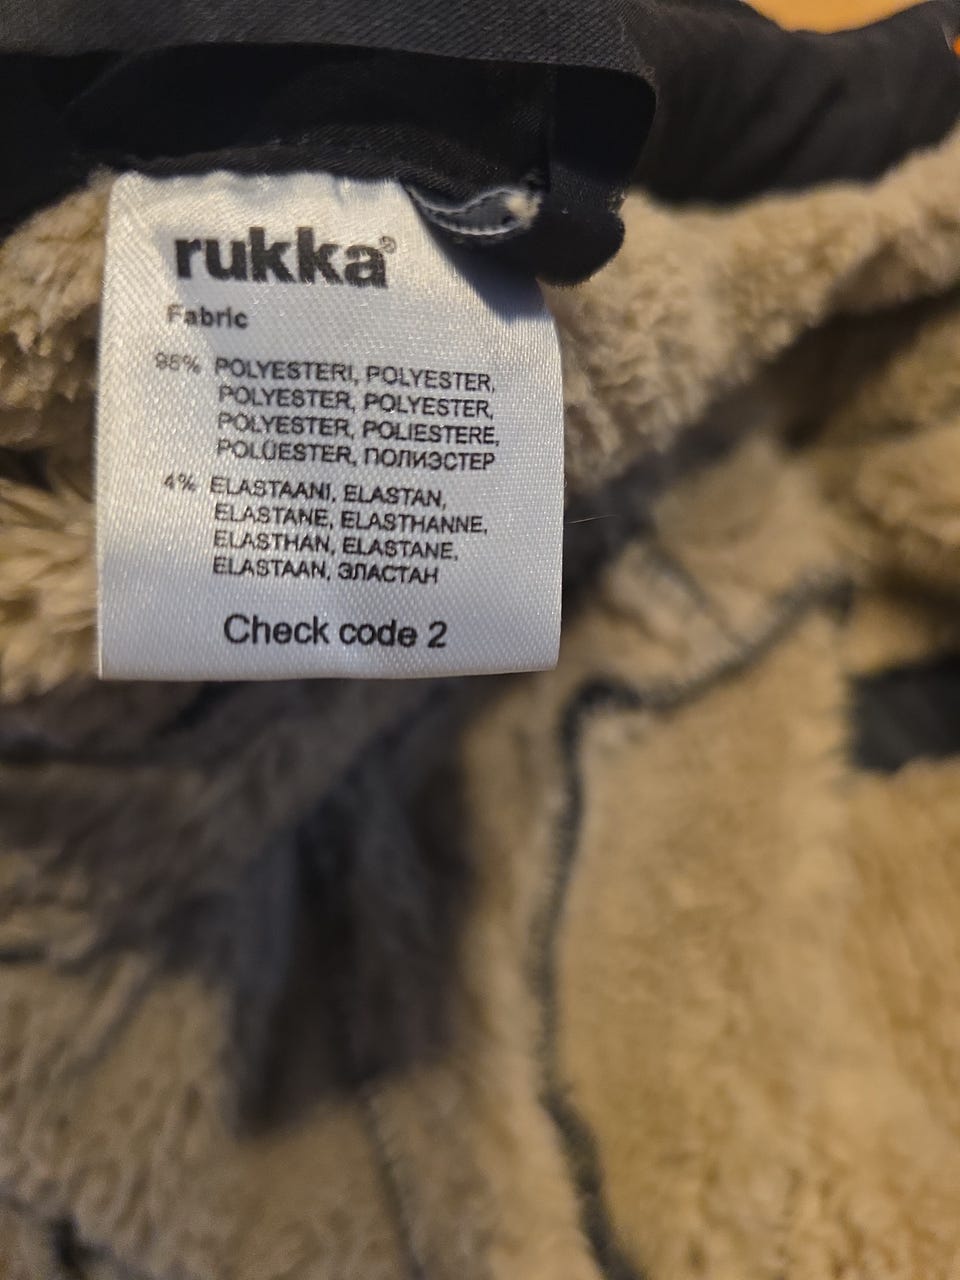 rukka®
Fabric
96% POLYESTERI, POLYESTER,
POLYESTER, POLYESTER,
POLYESTER, POLIESTERE,
POLÜESTER, ПОЛИЭСТЕР
4% ELASTAANI, ELASTAN,
ELASTANE, ELASTHANNE,
ELASTHAN, ELASTANE,
ELASTAAN, ЭЛАСТАН
Check code 2